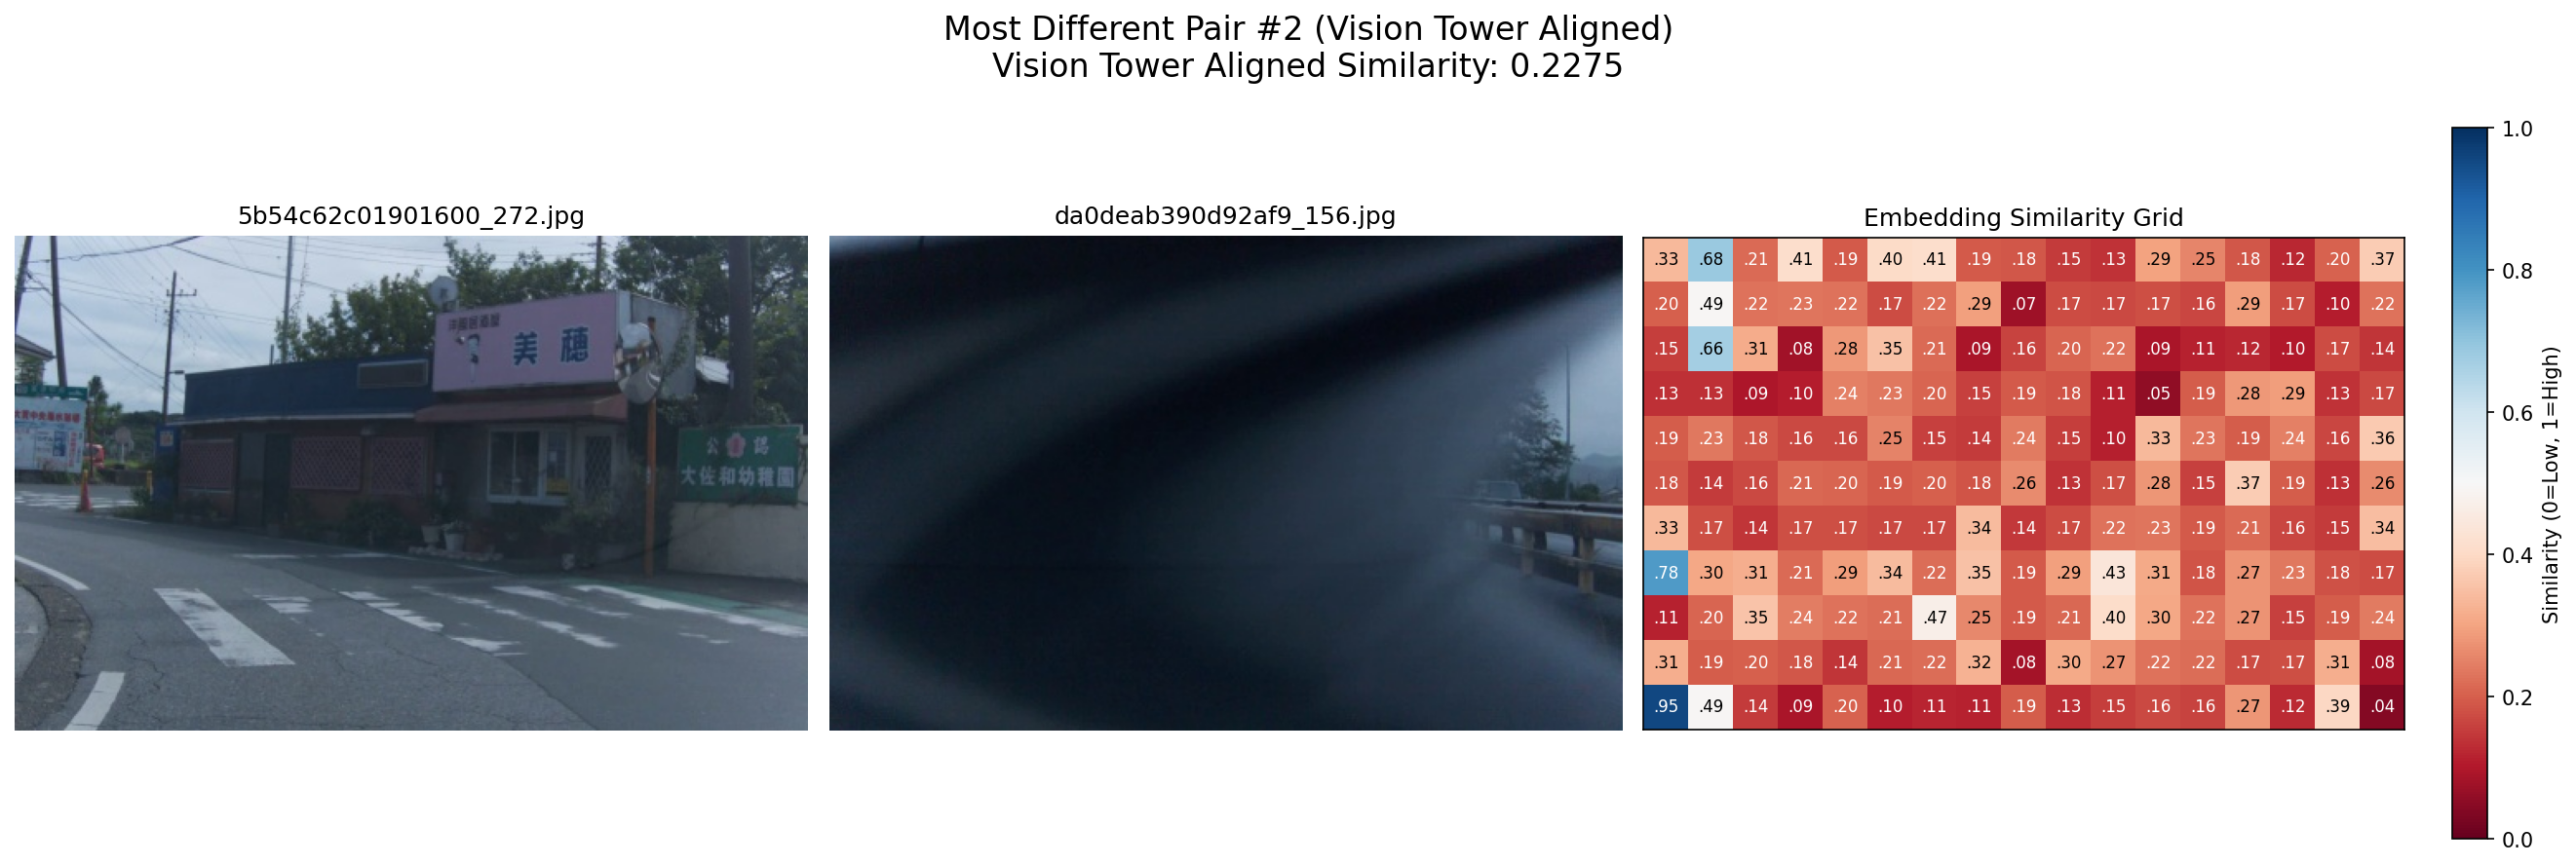 Most Different Pair #2 (Vision Tower Aligned)
Vision Tower Aligned Similarity: 0.2275
5b54c62c01901600_272.jpg
da0deab390d92af9_156.jpg
Embedding Similarity Grid
洋風居酒屋
美穂
公認
大佐和幼稚園
.33 .68 .21 .41 .19 .40 .41 .19 .18 .15 .13 .29 .25 .18 .12 .20 .37
.20 .49 .22 .23 .22 .17 .22 .29 .07 .17 .17 .17 .16 .29 .17 .10 .22
.15 .66 .31 .08 .28 .35 .21 .09 .16 .20 .22 .09 .11 .12 .10 .17 .14
.13 .13 .09 .10 .24 .23 .20 .15 .19 .18 .11 .05 .19 .28 .29 .13 .17
.19 .23 .18 .16 .16 .25 .15 .14 .24 .15 .10 .33 .23 .19 .24 .16 .36
.18 .14 .16 .21 .20 .19 .20 .18 .26 .13 .17 .28 .15 .37 .19 .13 .26
.33 .17 .14 .17 .17 .17 .17 .34 .14 .17 .22 .23 .19 .21 .16 .15 .34
.78 .30 .31 .21 .29 .34 .22 .35 .19 .29 .43 .31 .18 .27 .23 .18 .17
.11 .20 .35 .24 .22 .21 .47 .25 .19 .21 .40 .30 .22 .27 .15 .19 .24
.31 .19 .20 .18 .14 .21 .22 .32 .08 .30 .27 .22 .22 .17 .17 .31 .08
.95 .49 .14 .09 .20 .10 .11 .11 .19 .13 .15 .16 .16 .27 .12 .39 .04
1.0
0.8
0.6
0.4
0.2
0.0
Similarity (0=Low, 1=High)